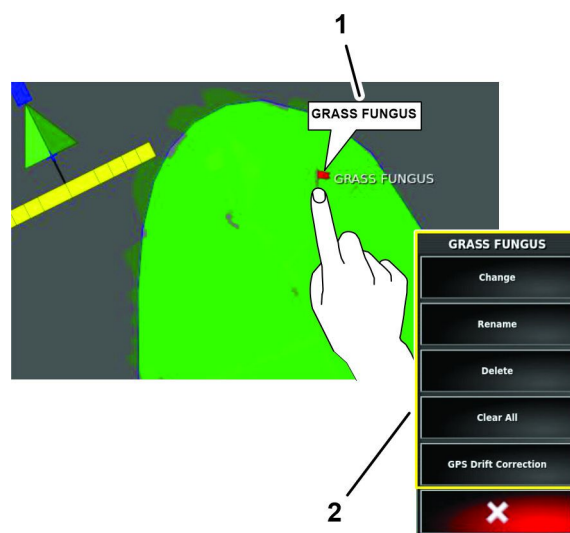 1
GRASS FUNGUS
GRASS FUNGUS
GRASS FUNGUS
Change
Rename
Delete
Clear All
GPS Drift Correction
2